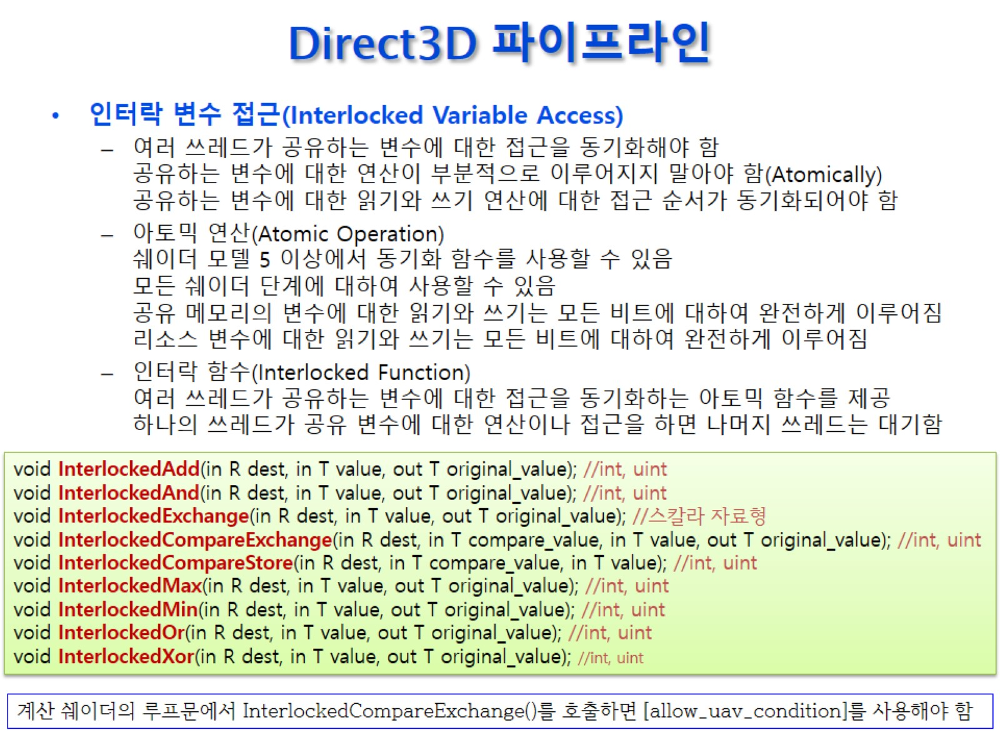 Direct3D 파이프라인
• 인터락 변수 접근(Interlocked Variable Access)
– 여러 쓰레드가 공유하는 변수에 대한 접근을 동기화해야 함
공유하는 변수에 대한 연산이 부분적으로 이루어지지 말아야 함(Atomically)
공유하는 변수에 대한 읽기와 쓰기 연산에 대한 접근 순서가 동기화되어야 함
– 아토믹 연산(Atomic Operation)
쉐이더 모델 5 이상에서 동기화 함수를 사용할 수 있음
모든 쉐이더 단계에 대하여 사용할 수 있음
공유 메모리의 변수에 대한 읽기와 쓰기는 모든 비트에 대하여 완전하게 이루어짐
리소스 변수에 대한 읽기와 쓰기는 모든 비트에 대하여 완전하게 이루어짐
– 인터락 함수(Interlocked Function)
여러 쓰레드가 공유하는 변수에 대한 접근을 동기화하는 아토믹 함수를 제공
하나의 쓰레드가 공유 변수에 대한 연산이나 접근을 하면 나머지 쓰레드는 대기함
void InterlockedAdd(in R dest, in T value, out T original_value); //int, uint
void InterlockedAnd(in R dest, in T value, out T original_value); //int, uint
void InterlockedExchange(in R dest, in T value, out T original_value); //스칼라 자료형
void InterlockedCompareExchange(in R dest, in T compare_value, in T value, out T original_value); //int, uint
void InterlockedCompareStore(in R dest, in T compare_value, in T value); //int, uint
void InterlockedMax(in R dest, in T value, out T original_value); //int, uint
void InterlockedMin(in R dest, in T value, out T original_value); //int, uint
void InterlockedOr(in R dest, in T value, out T original_value); //int, uint
void InterlockedXor(in R dest, in T value, out T original_value); //int, uint
계산 쉐이더의 루프문에서 InterlockedCompareExchange()를 호출하면 [allow_uav_condition]를 사용해야 함